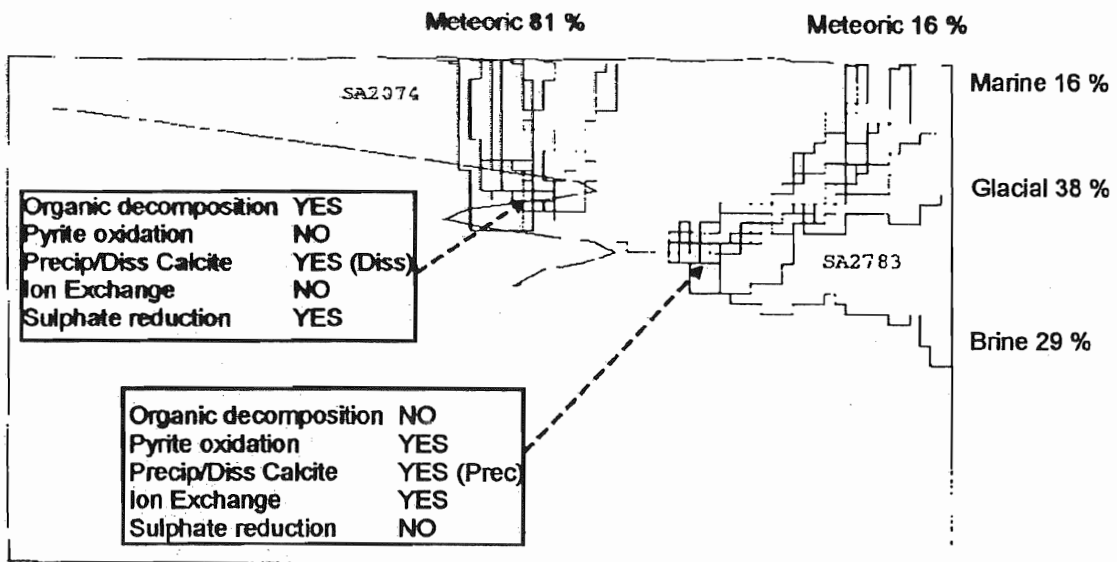 Meteoric 81 %
Meteoric 16 %
Marine 16 %
SA2074
Glacial 38 %
Organic decomposition YES
Pyrite oxidation NO
Precip/Diss Calcite YES (Diss)
Ion Exchange NO
Sulphate reduction YES
SA2783
Brine 29 %
Organic decomposition NO
Pyrite oxidation YES
Precip/Diss Calcite YES (Prec)
Ion Exchange YES
Sulphate reduction NO